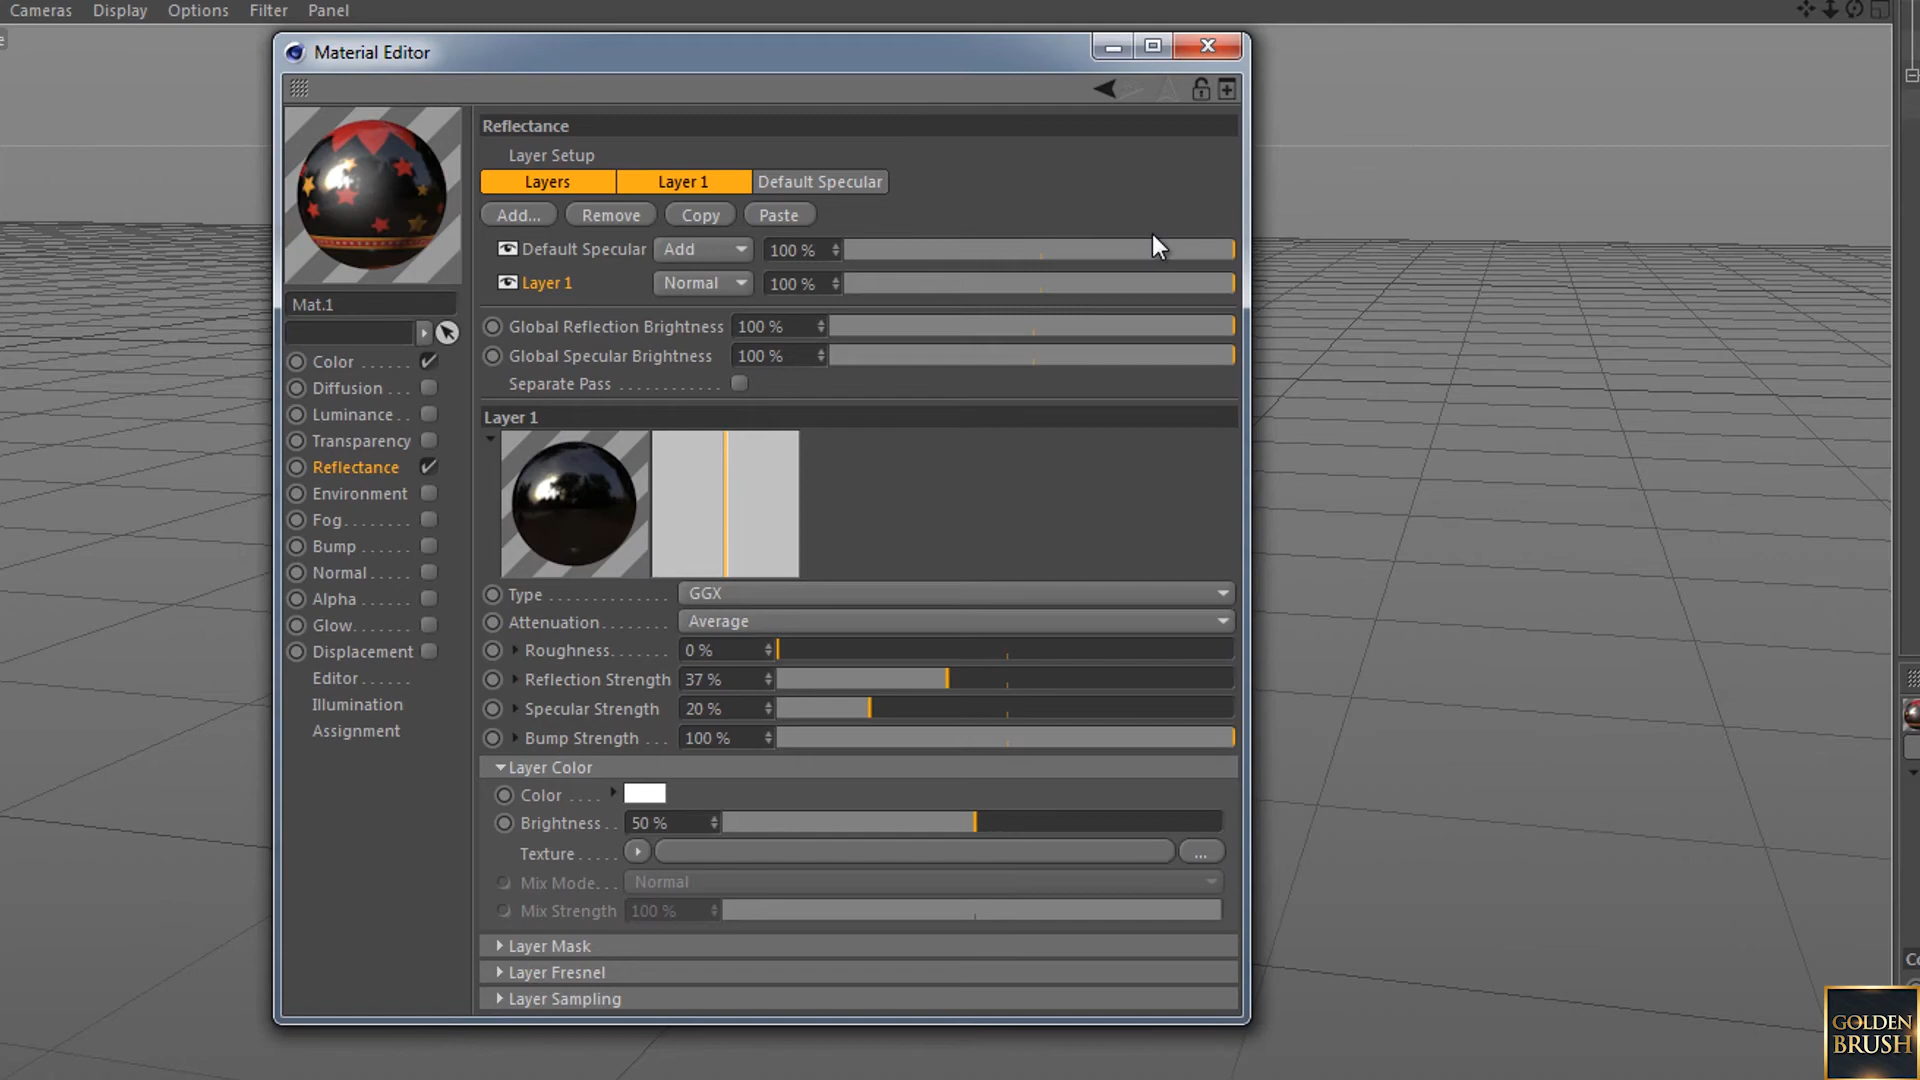 Cameras Display Options Filter Panel
Material Editor
Reflectance
Layer Setup
Layers Layer 1 Default Specular
Add... Remove Copy Paste
Default Specular Add 100 %
Layer 1 Normal 100 %
Mat.1
Global Reflection Brightness 100 %
Global Specular Brightness 100 %
Separate Pass . . . . . . . . . . . .
Color . . . . . .
Diffusion . . .
Luminance . .
Transparency
Reflectance
Environment
Fog. . . . . . . .
Bump . . . . . .
Normal . . . . .
Alpha . . . . . .
Glow. . . . . . .
Displacement
Editor . . . . . .
Illumination
Assignment
Layer 1
Type . . . . . . . . . . . . . GGX
Attenuation. . . . . . . . Average
Roughness. . . . . . . 0 %
Reflection Strength 37 %
Specular Strength 20 %
Bump Strength . . . 100 %
Layer Color
Color . . . .
Brightness . . 50 %
Texture . . . . . ...
Mix Mode. . . Normal
Mix Strength 100 %
Layer Mask
Layer Fresnel
Layer Sampling
GOLDEN
BRUSH